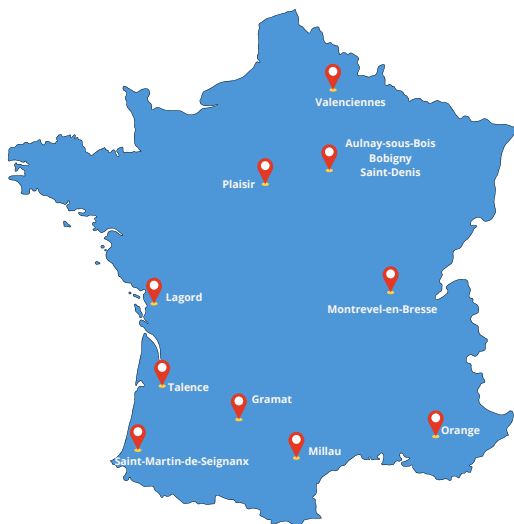 Valenciennes
Aulnay-sous-Bois
Bobigny
Saint-Denis
Plaisir
Lagord
Montrevel-en-Bresse
Talence
Gramat
Orange
Millau
Saint-Martin-de-Seignanx